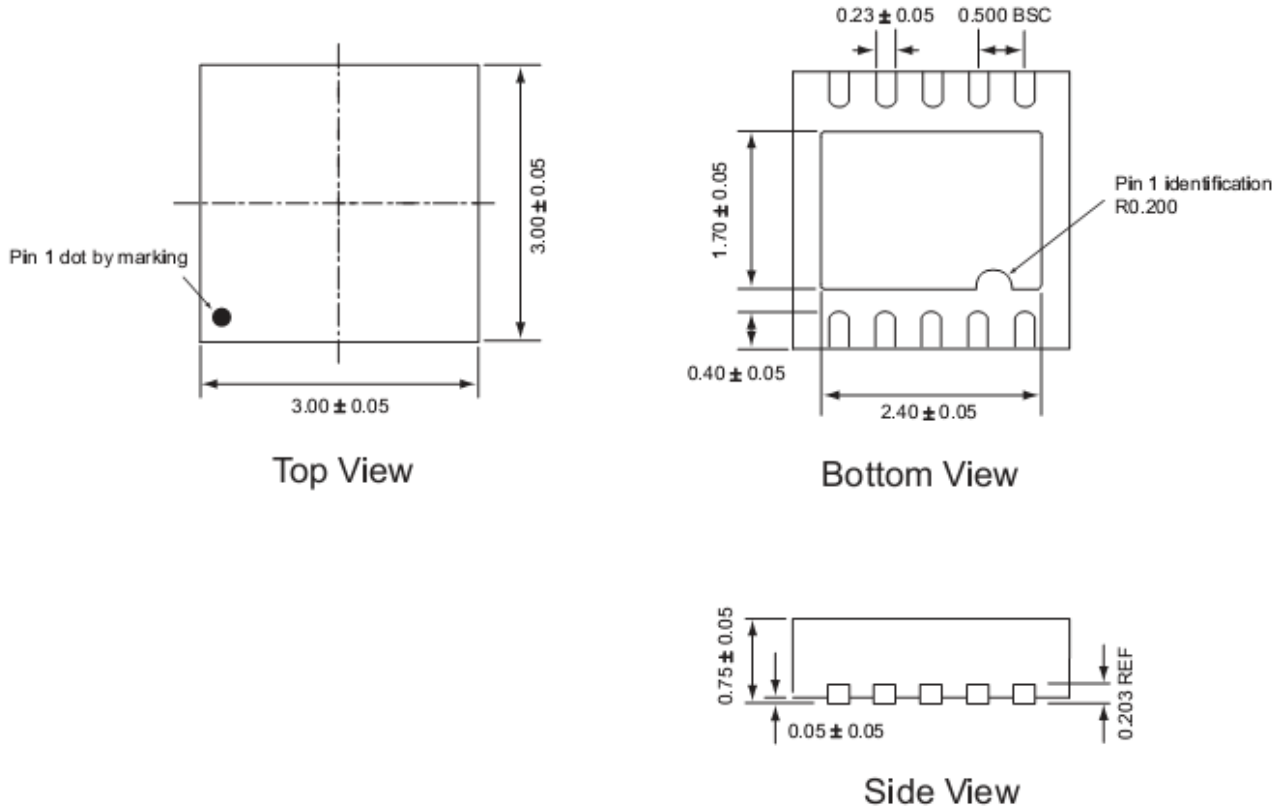 0.23 ± 0.05
0.500 BSC
3.00 ± 0.05
1.70 ± 0.05
Pin 1 identification
R0.200
Pin 1 dot by marking
0.40 ± 0.05
3.00 ± 0.05
2.40 ± 0.05
Top View
Bottom View
0.75 ± 0.05
0.203 REF
0.05 ± 0.05
Side View